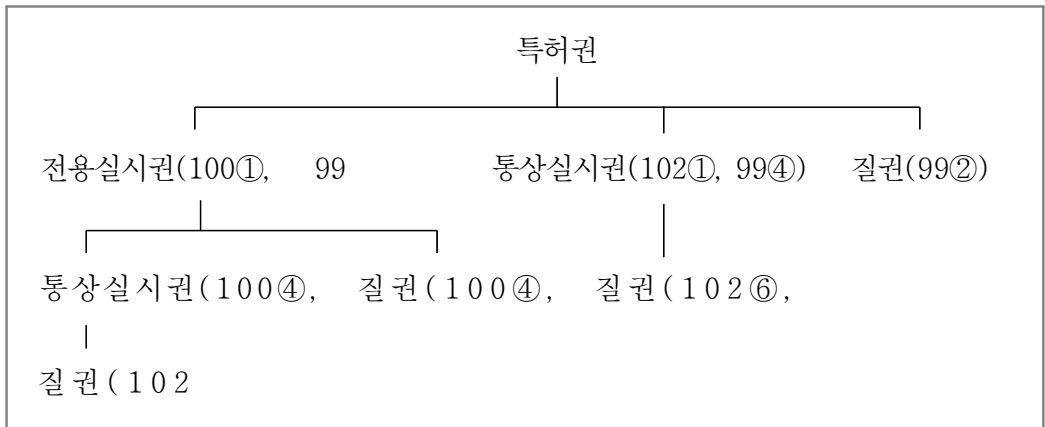 특허권
전용실시권(100①, 99 통상실시권(102①, 99④) 질권(99②)
통상실시권(100④, 질권(100④, 질권(102⑥,
질권(102